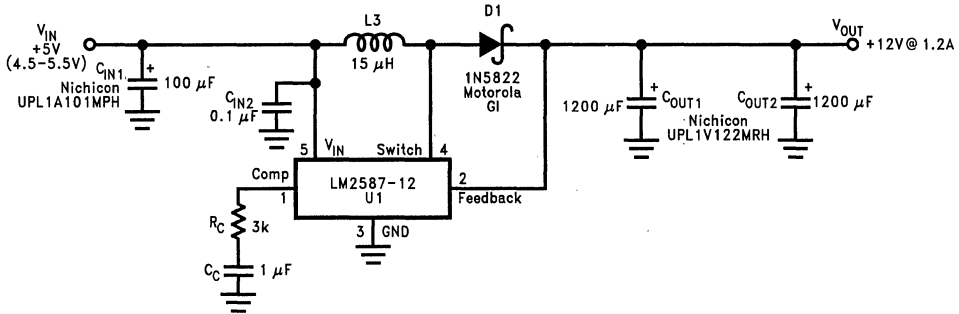 V_IN
+5V
(4.5–5.5V)
C_IN1
Nichicon
UPL1A101MPH
+
100 μF
C_IN2
0.1 μF
L3
15 μH
D1
1N5822
Motorola
GI
V_OUT
+12V@ 1.2A
1200 μF
+
C_OUT1
C_OUT2
+
1200 μF
Nichicon
UPL1V122MRH
5
V_IN
Switch
4
Comp
1
LM2587-12
U1
2
Feedback
3
GND
R_C
3k
C_C
1 μF